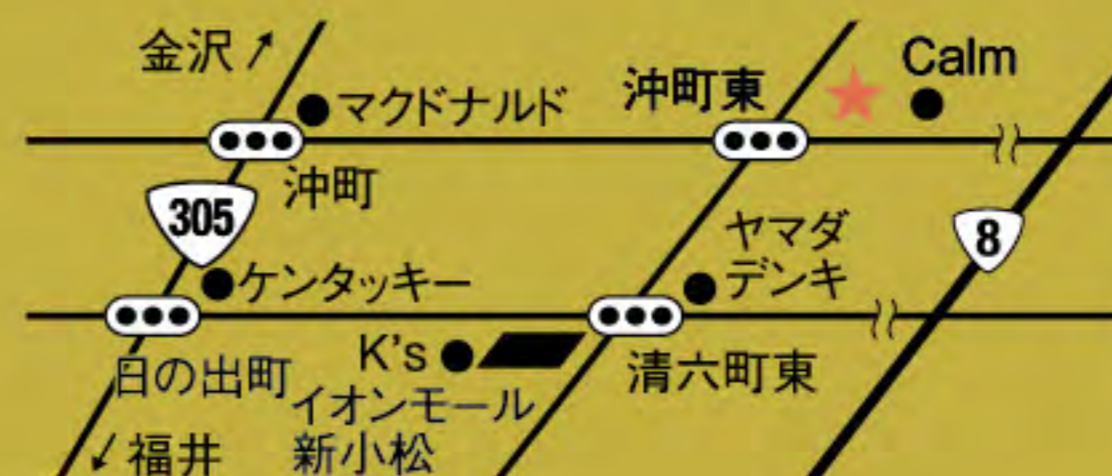 金沢↗
マクドナルド
沖町東
Calm
沖町
305
ヤマダ
デンキ
8
ケンタッキー
K's
日の出町
清六町東
イオンモール
新小松
↙福井